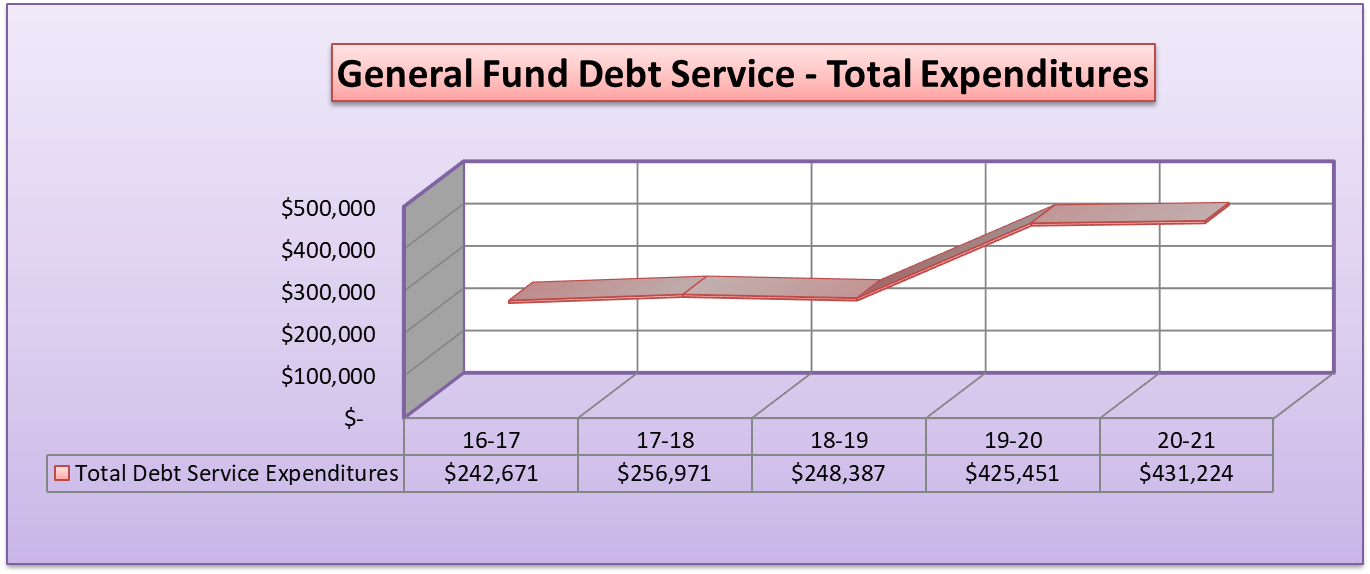 General Fund Debt Service - Total Expenditures
$500,000
$400,000
$300,000
$200,000
$100,000
$-
16-17 17-18 18-19 19-20 20-21
Total Debt Service Expenditures $242,671 $256,971 $248,387 $425,451 $431,224